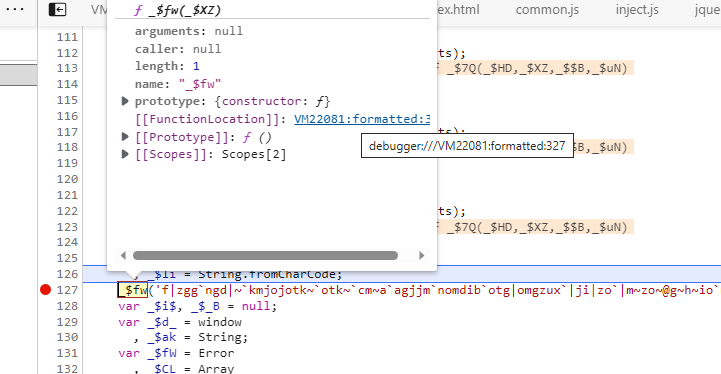 VM
ex.html
common.js
inject.js
jque
f _$fw(_$XZ)
arguments: null
caller: null
length: 1
name: "_$fw"
prototype: {constructor: f}
[[FunctionLocation]]: VM22081:formatted:3
[[Prototype]]: f ()
[[Scopes]]: Scopes[2]
debugger:///VM22081:formatted:327
111
112 ts);
113 f _$7Q(_$HD,_$XZ,_$$B,_$uN)
114
115
116
117 ts);
118 $B,_$uN)
119
120
121
122 ts);
123 f _$7Q(_$HD,_$XZ,_$$B,_$uN)
124
125
126 = String.fromCharCode;
127 _$fw('f|zgg`ngd|~`kmjojotk~`otk~`cm~a`agjjm`nomdib`otg|omgzux`|ji|zo`|m~zo~@g~h~io`
128 var _$i$, _$_B = null;
129 var _$d_ = window
130 , _$ak = String;
131 var _$fW = Error
132 , _$CL = Array